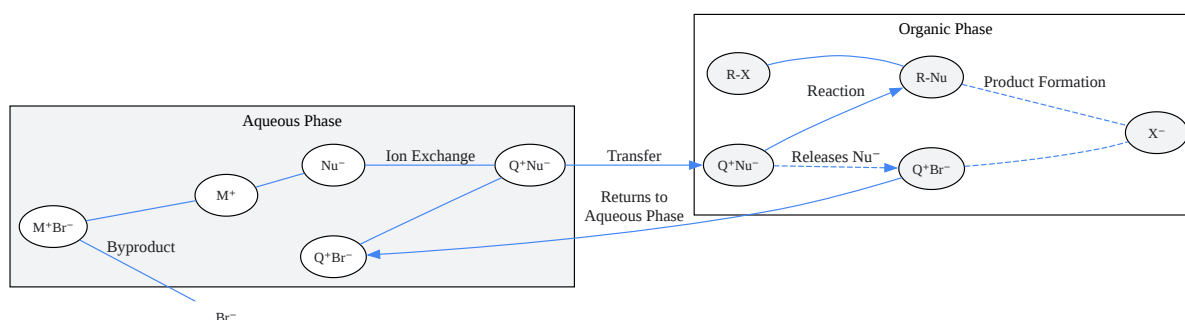 Organic Phase
R-X
R-Nu
Reaction
Product Formation
X⁻
Q⁺Nu⁻
Releases Nu⁻
Q⁺Br⁻
Aqueous Phase
Nu⁻
Ion Exchange
Q⁺Nu⁻
Transfer
M⁺
M⁺Br⁻
Byproduct
Q⁺Br⁻
Returns to
Aqueous Phase
Br⁻